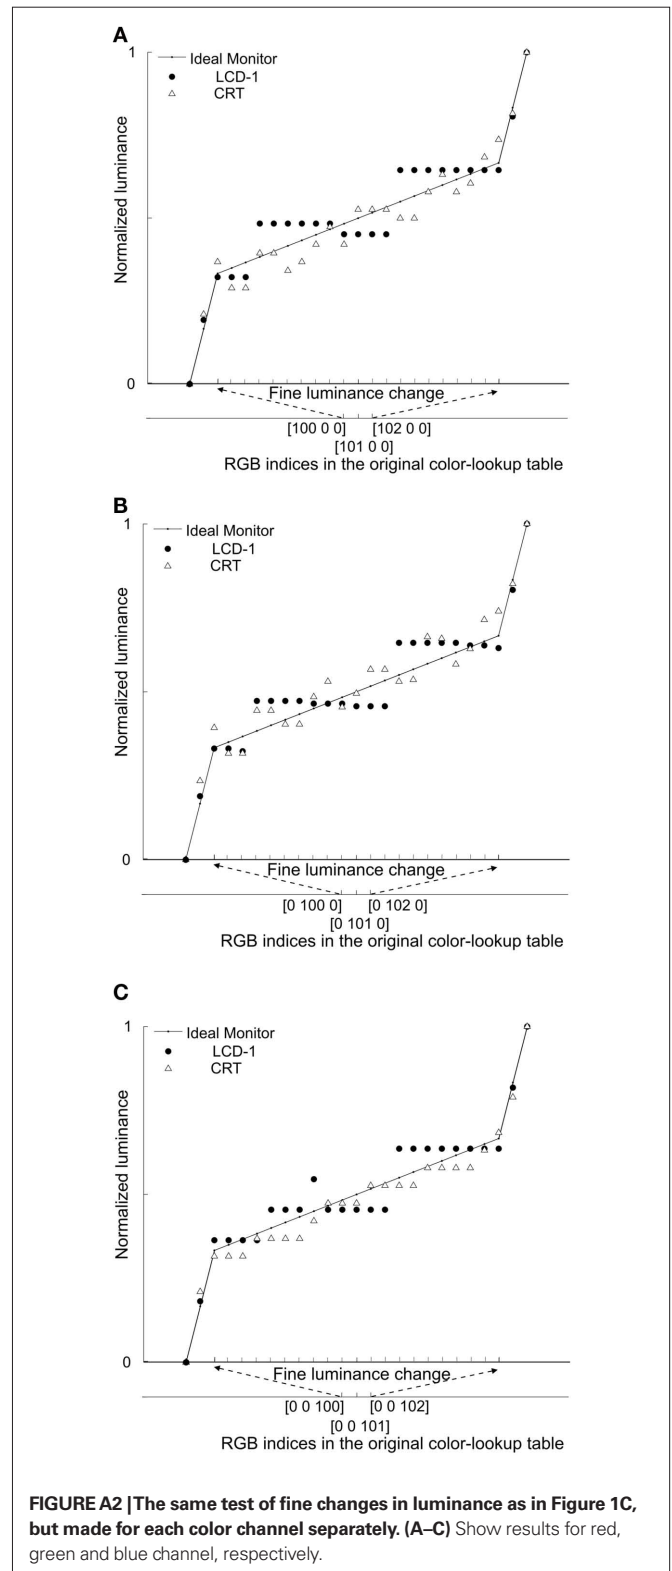 A
1
Ideal Monitor
LCD-1
CRT
Normalized luminance
0
Fine luminance change
[100 0 0] [102 0 0]
[101 0 0]
RGB indices in the original color-lookup table
B
1
Ideal Monitor
LCD-1
CRT
Normalized luminance
0
Fine luminance change
[0 100 0] [0 102 0]
[0 101 0]
RGB indices in the original color-lookup table
C
1
Ideal Monitor
LCD-1
CRT
Normalized luminance
0
Fine luminance change
[0 0 100] [0 0 102]
[0 0 101]
RGB indices in the original color-lookup table
FIGURE A2 | The same test of fine changes in luminance as in Figure 1C,
but made for each color channel separately. (A–C) Show results for red,
green and blue channel, respectively.